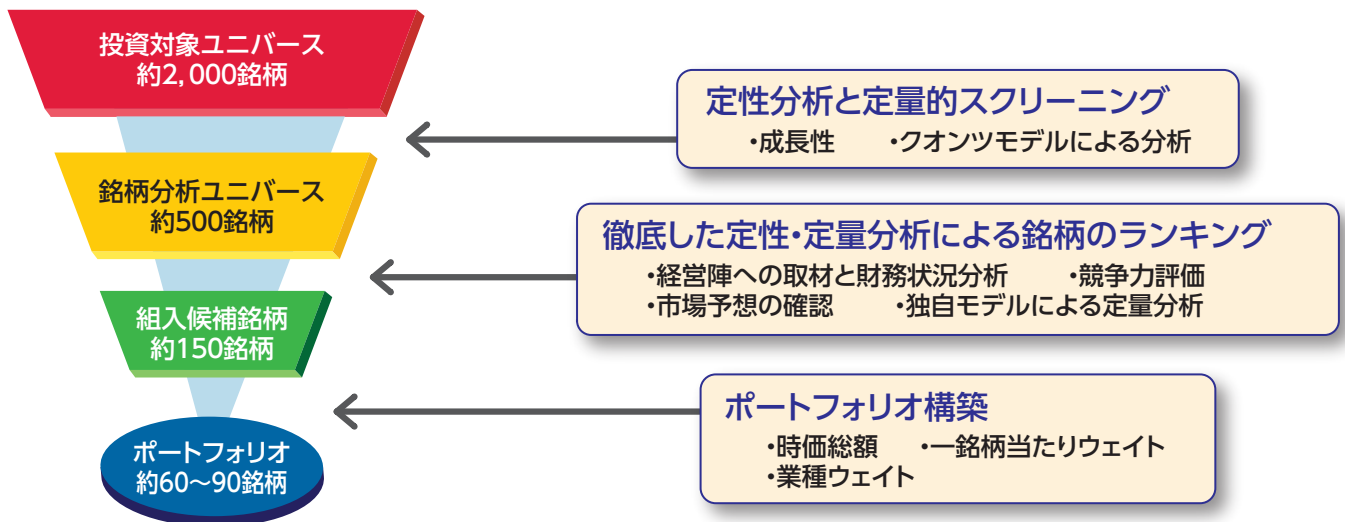 投資対象ユニバース
約2,000銘柄
定性分析と定量的スクリーニング
・成長性 ・クオンツモデルによる分析
銘柄分析ユニバース
約500銘柄
徹底した定性・定量分析による銘柄のランキング
・経営陣への取材と財務状況分析 ・競争力評価
・市場予想の確認 ・独自モデルによる定量分析
組入候補銘柄
約150銘柄
ポートフォリオ構築
・時価総額 ・一銘柄当たりウェイト
・業種ウェイト
ポートフォリオ
約60～90銘柄